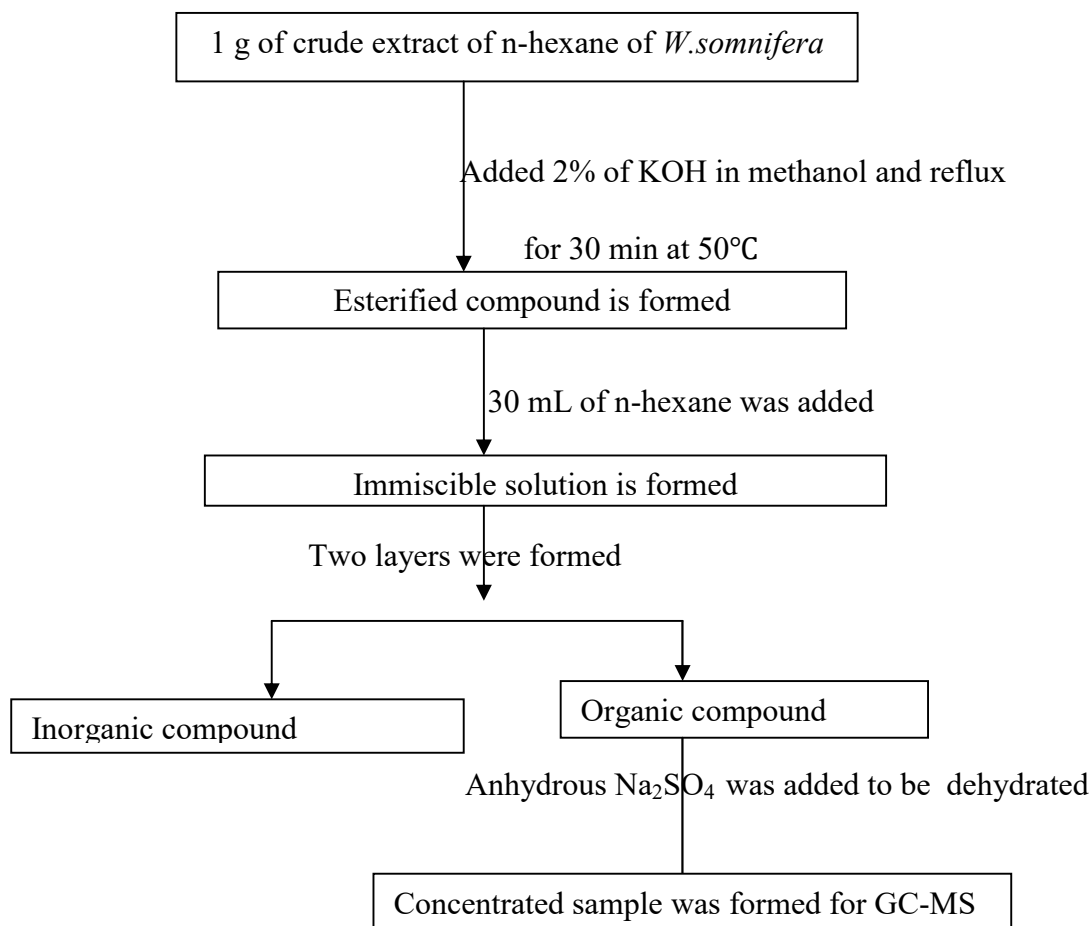 1 g of crude extract of n-hexane of W.somnifera
Added 2% of KOH in methanol and reflux
for 30 min at 50℃
Esterified compound is formed
30 mL of n-hexane was added
Immiscible solution is formed
Two layers were formed
Inorganic compound
Organic compound
Anhydrous Na₂SO₄ was added to be dehydrated
Concentrated sample was formed for GC-MS